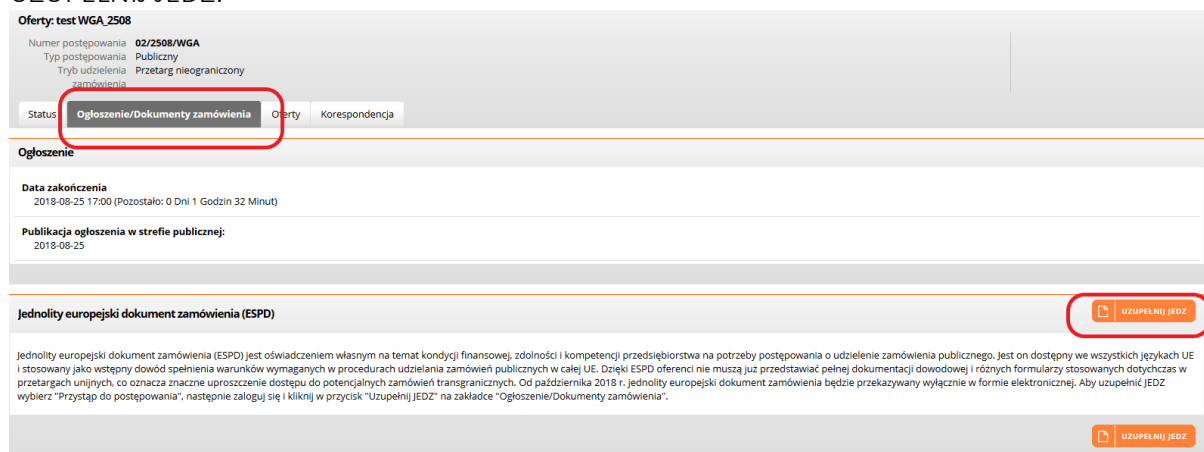 UZUPEŁNIJ JEDZ.
Oferty: test WGA_2508
Numer postępowania 02/2508/WGA
Typ postępowania Publiczny
Tryb udzielenia Przetarg nieograniczony
zamówienia
Status Ogłoszenie/Dokumenty zamówienia Oferty Korespondencja
Ogłoszenie
Data zakończenia
2018-08-25 17:00 (Pozostało: 0 Dni 1 Godzin 32 Minut)
Publikacja ogłoszenia w strefie publicznej:
2018-08-25
Jednolity europejski dokument zamówienia (ESPD) UZUPEŁNIJ JEDZ
Jednolity europejski dokument zamówienia (ESPD) jest oświadczeniem własnym na temat kondycji finansowej, zdolności i kompetencji przedsiębiorstwa na potrzeby postępowania o udzielenie zamówienia publicznego. Jest on dostępny we wszystkich językach UE
i stosowany jako wstępny dowód spełnienia warunków wymaganych w procedurach udzielania zamówień publicznych w całej UE. Dzięki ESPD oferenci nie muszą już przedstawiać pełnej dokumentacji dowodowej i różnych formularzy stosowanych dotychczas w
przetargach unijnych, co oznacza znaczne uproszczenie dostępu do potencjalnych zamówień transgranicznych. Od października 2018 r. jednolity europejski dokument zamówienia będzie przekazywany wyłącznie w formie elektronicznej. Aby uzupełnić JEDZ
wybierz "Przystąp do postępowania", następnie zaloguj się i kliknij w przycisk "Uzupełnij JEDZ" na zakładce "Ogłoszenie/Dokumenty zamówienia".
UZUPEŁNIJ JEDZ